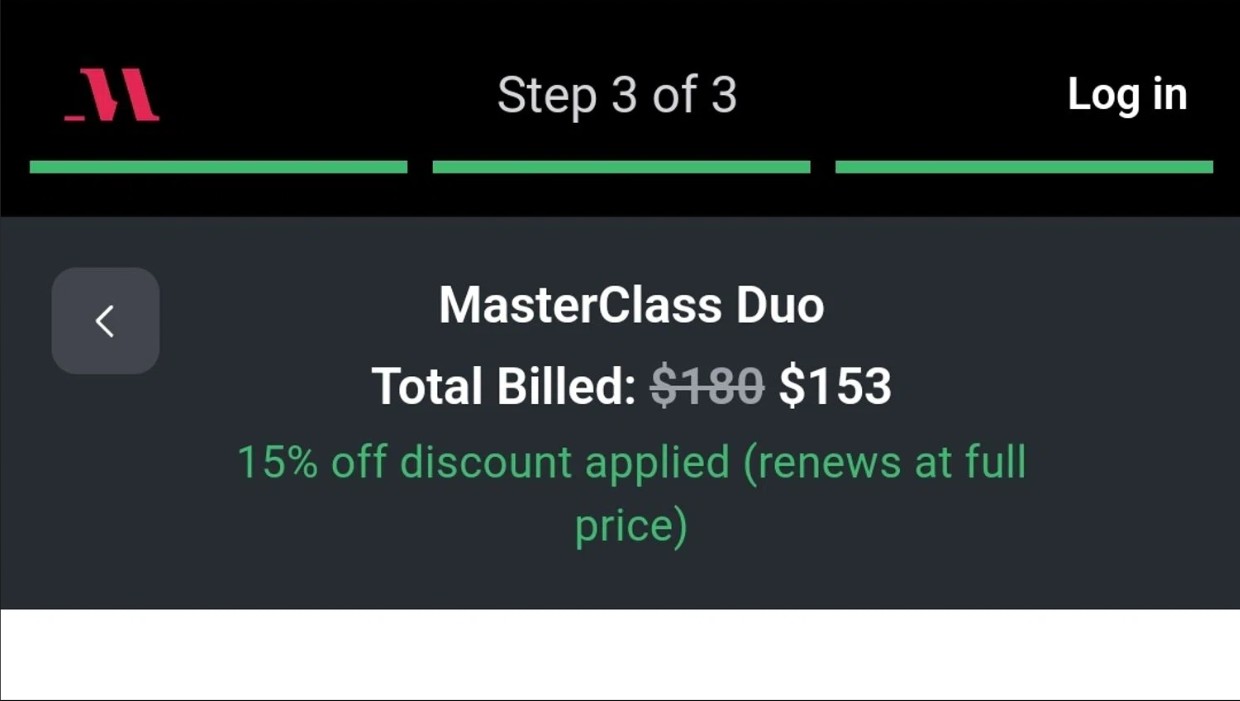 Step 3 of 3
Log in
MasterClass Duo
Total Billed: $180 $153
15% off discount applied (renews at full
price)